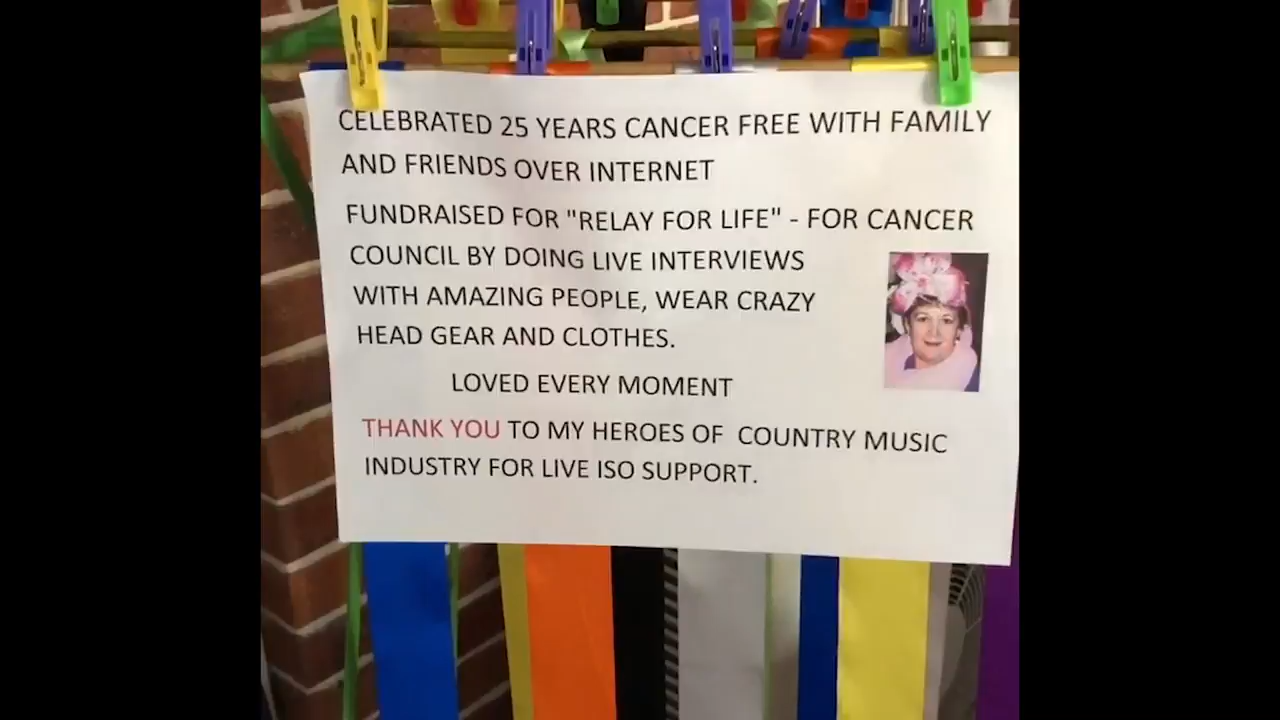 CELEBRATED 25 YEARS CANCER FREE WITH FAMILY
AND FRIENDS OVER INTERNET
FUNDRAISED FOR "RELAY FOR LIFE" - FOR CANCER
COUNCIL BY DOING LIVE INTERVIEWS
WITH AMAZING PEOPLE, WEAR CRAZY
HEAD GEAR AND CLOTHES.
LOVED EVERY MOMENT
THANK YOU TO MY HEROES OF COUNTRY MUSIC
INDUSTRY FOR LIVE ISO SUPPORT.